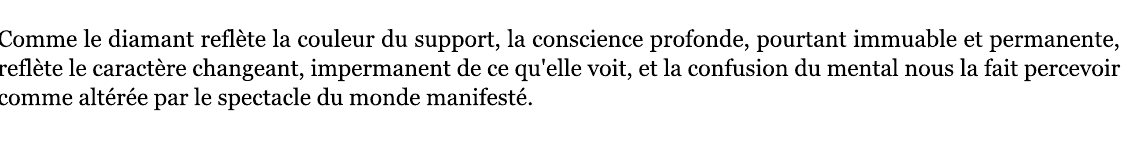 Comme le diamant reflète la couleur du support, la conscience profonde, pourtant immuable et permanente,
reflète le caractère changeant, impermanent de ce qu'elle voit, et la confusion du mental nous la fait percevoir
comme altérée par le spectacle du monde manifesté.